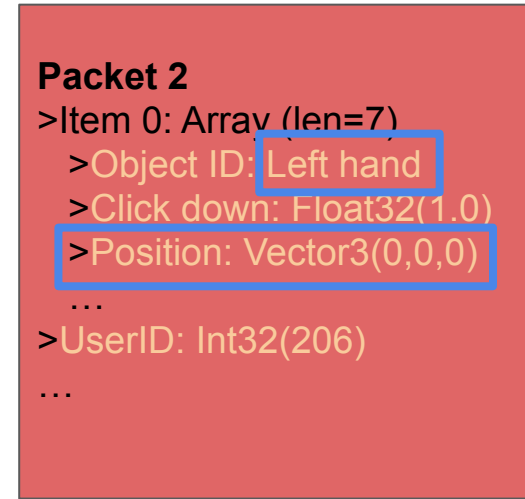 Packet 2
>Item 0: Array (len=7)
>Object ID: Left hand
>Click down: Float32(1.0)
>Position: Vector3(0,0,0)
…
>UserID: Int32(206)
…